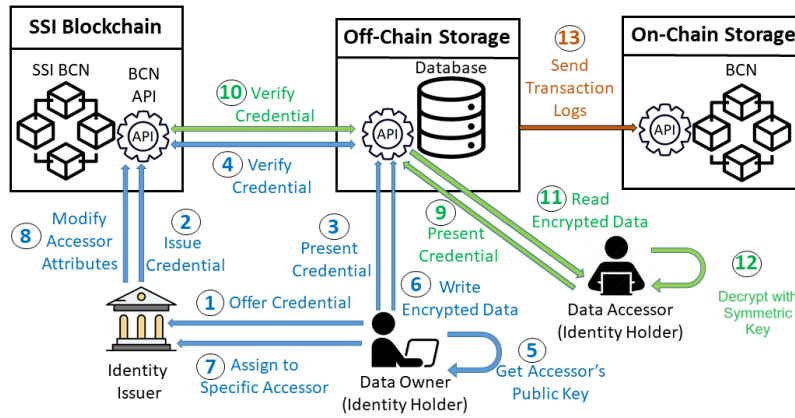 SSI Blockchain
SSI BCN
BCN
API
API
Off-Chain Storage
Database
API
On-Chain Storage
BCN
API
13
Send
Transaction
Logs
10 Verify
Credential
4 Verify
Credential
8 Modify
Accessor
Attributes
2
Issue
Credential
3
Present
Credential
9
Present
Credential
11 Read
Encrypted Data
6 Write
Encrypted Data
12
Decrypt with
Symmetric
Key
1 Offer Credential
7 Assign to
Specific Accessor
5
Get Accessor's
Public Key
Identity
Issuer
Data Owner
(Identity Holder)
Data Accessor
(Identity Holder)